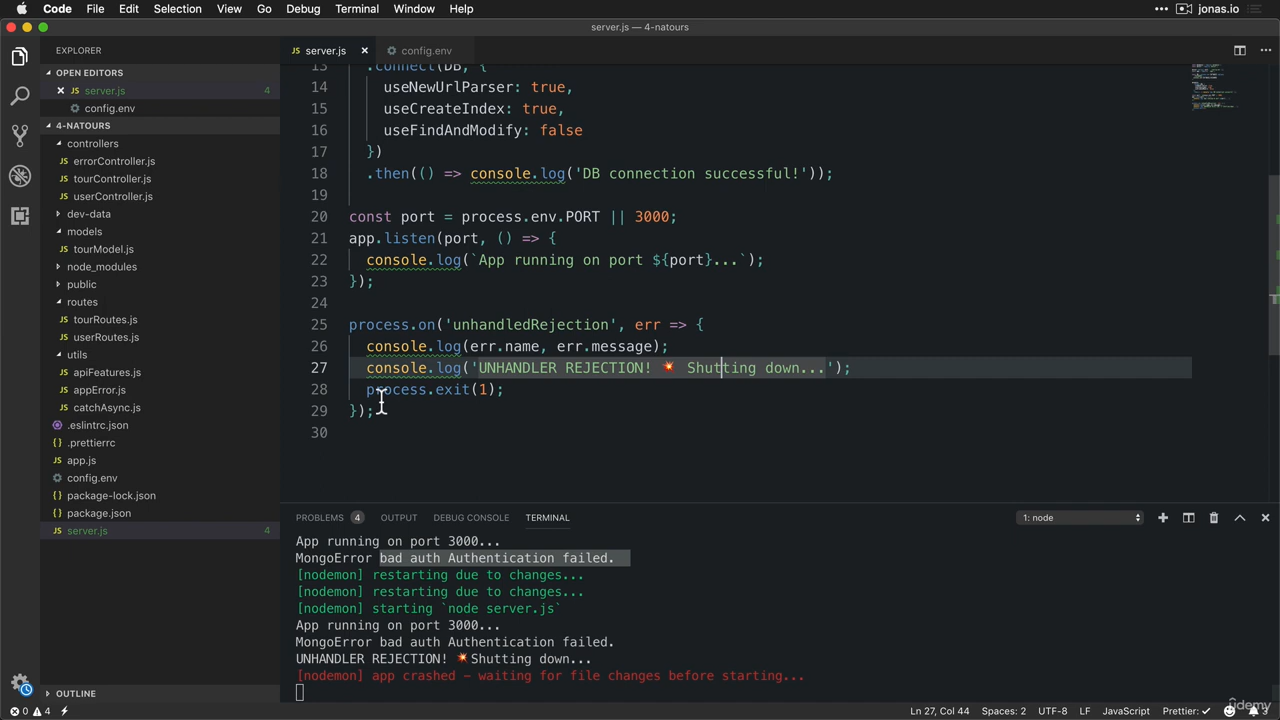 Code File Edit Selection View Go Debug Terminal Window Help ••• jonas.io
server.js — 4-natours
EXPLORER
OPEN EDITORS
server.js 4
config.env
4-NATOURS
controllers
errorController.js
tourController.js
userController.js
dev-data
models
tourModel.js
node_modules
public
routes
tourRoutes.js
userRoutes.js
utils
apiFeatures.js
appError.js
catchAsync.js
.eslintrc.json
.prettierrc
app.js
config.env
package-lock.json
package.json
server.js 4
OUTLINE
server.js config.env
13 .connect(DB, {
14 useNewUrlParser: true,
15 useCreateIndex: true,
16 useFindAndModify: false
17 })
18 .then(() => console.log('DB connection successful!'));
19
20 const port = process.env.PORT || 3000;
21 app.listen(port, () => {
22 console.log(`App running on port ${port}...`);
23 });
24
25 process.on('unhandledRejection', err => {
26 console.log(err.name, err.message);
27 console.log('UNHANDLER REJECTION! 💥 Shutting down...');
28 process.exit(1);
29 });
30
PROBLEMS 4 OUTPUT DEBUG CONSOLE TERMINAL 1: node
App running on port 3000...
MongoError bad auth Authentication failed.
[nodemon] restarting due to changes...
[nodemon] restarting due to changes...
[nodemon] starting `node server.js`
App running on port 3000...
MongoError bad auth Authentication failed.
UNHANDLER REJECTION! 💥 Shutting down...
[nodemon] app crashed – waiting for file changes before starting...
0 4 Ln 27, Col 44 Spaces: 2 UTF-8 LF JavaScript Prettier: ✓ 3
Udemy